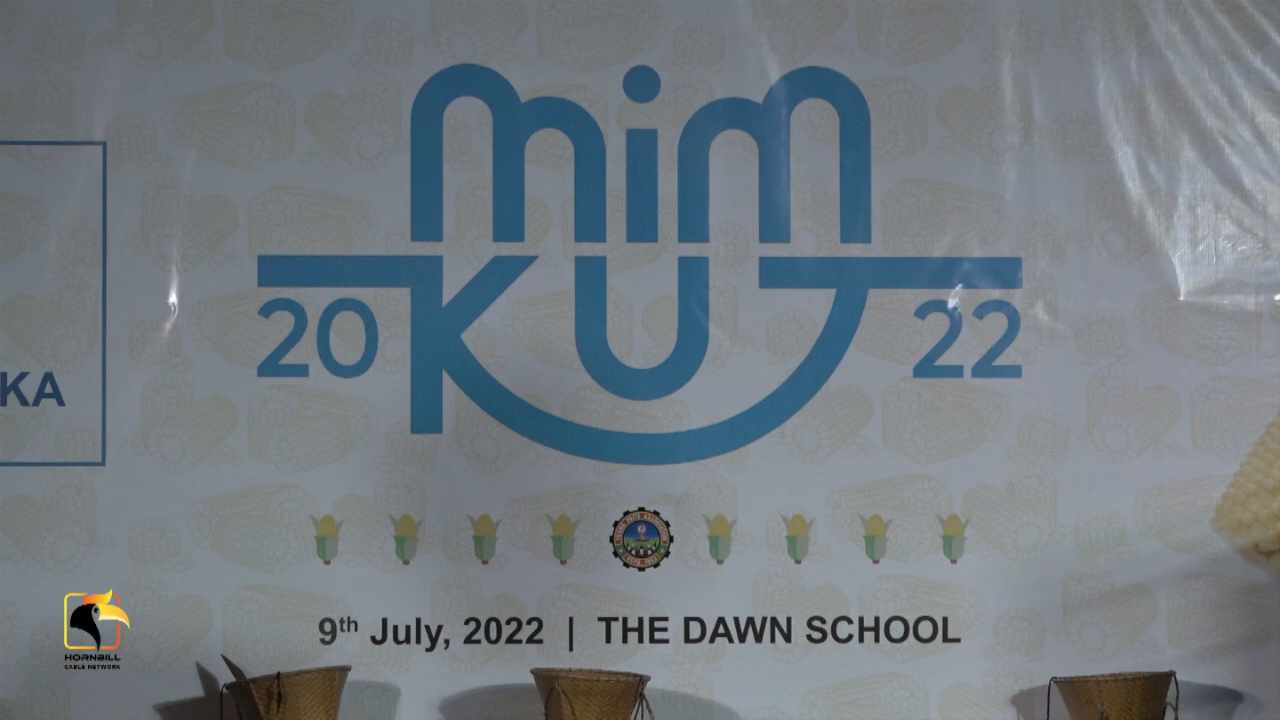 mim
KUT
20 22
KA
9th July, 2022 | THE DAWN SCHOOL
HORNBILL
CABLE NETWORK